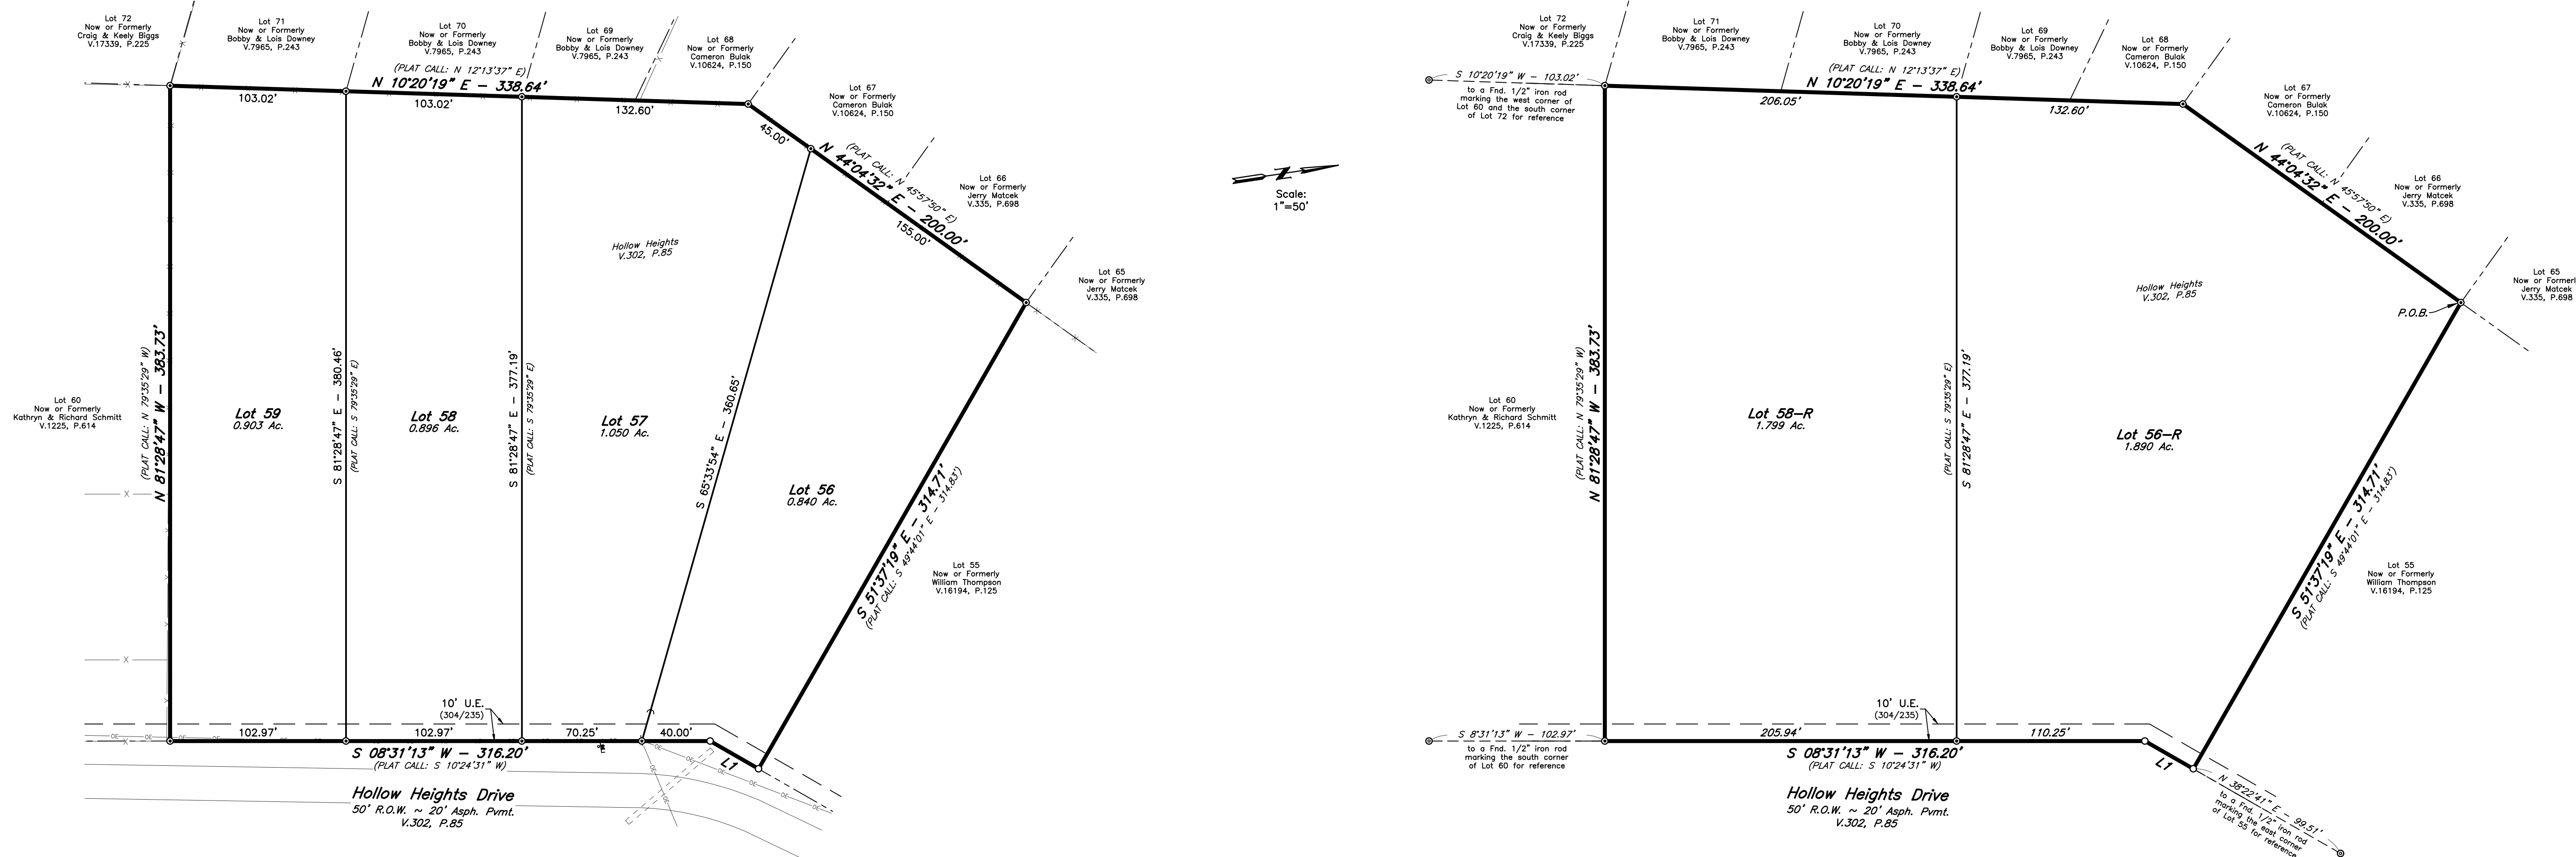 Lot 72
Now or Formerly
Craig & Keely Biggs
V.17339, P.225
Lot 71
Now or Formerly
Bobby & Lois Downey
V.7965, P.243
Lot 70
Now or Formerly
Bobby & Lois Downey
V.7965, P.243
Lot 69
Now or Formerly
Bobby & Lois Downey
V.7965, P.243
Lot 68
Now or Formerly
Cameron Bulak
V.10624, P.150
Lot 67
Now or Formerly
Cameron Bulak
V.10624, P.150
Lot 66
Now or Formerly
Jerry Matcek
V.335, P.698
Lot 65
Now or Formerly
Jerry Matcek
V.335, P.698
(PLAT CALL: N 12°13'37" E)
N 10°20'19" E - 338.64'
103.02'
103.02'
132.60'
45.00'
(PLAT CALL: N 45°57'50" E)
N 44°04'32" E - 200.00'
155.00'
Hollow Heights
V.302, P.85
Lot 60
Now or Formerly
Kathryn & Richard Schmitt
V.1225, P.614
(PLAT CALL: N 79°35'29" W)
N 81°28'47" W - 383.73'
Lot 59
0.903 Ac.
S 81°28'47" E - 380.46'
(PLAT CALL: S 79°35'29" E)
Lot 58
0.896 Ac.
S 81°28'47" E - 377.19'
(PLAT CALL: S 79°35'29" E)
Lot 57
1.050 Ac.
S 65°33'54" E - 360.65'
Lot 56
0.840 Ac.
S 51°37'19" E - 314.71'
(PLAT CALL: S 49°44'01" E - 314.83')
Lot 55
Now or Formerly
William Thompson
V.16194, P.125
10' U.E.
(304/235)
102.97'
102.97'
70.25'
40.00'
L1
S 08°31'13" W - 316.20'
(PLAT CALL: S 10°24'31" W)
Hollow Heights Drive
50' R.O.W. ~ 20' Asph. Pvmt.
V.302, P.85
N
Scale:
1"=50'
Lot 72
Now or Formerly
Craig & Keely Biggs
V.17339, P.225
Lot 71
Now or Formerly
Bobby & Lois Downey
V.7965, P.243
Lot 70
Now or Formerly
Bobby & Lois Downey
V.7965, P.243
Lot 69
Now or Formerly
Bobby & Lois Downey
V.7965, P.243
Lot 68
Now or Formerly
Cameron Bulak
V.10624, P.150
Lot 67
Now or Formerly
Cameron Bulak
V.10624, P.150
Lot 66
Now or Formerly
Jerry Matcek
V.335, P.698
Lot 65
Now or Formerly
Jerry Matcek
V.335, P.698
S 10°20'19" W - 103.02'
to a Fnd. 1/2" iron rod
marking the west corner of
Lot 60 and the south corner
of Lot 72 for reference
(PLAT CALL: N 12°13'37" E)
N 10°20'19" E - 338.64'
206.05'
132.60'
(PLAT CALL: N 45°57'50" E)
N 44°04'32" E - 200.00'
Hollow Heights
V.302, P.85
P.O.B.
Lot 60
Now or Formerly
Kathryn & Richard Schmitt
V.1225, P.614
(PLAT CALL: N 79°35'29" W)
N 81°28'47" W - 383.73'
Lot 58-R
1.799 Ac.
(PLAT CALL: S 79°35'29" E)
S 81°28'47" E - 377.19'
Lot 56-R
1.890 Ac.
S 51°37'19" E - 314.71'
(PLAT CALL: S 49°44'01" E - 314.83')
Lot 55
Now or Formerly
William Thompson
V.16194, P.125
10' U.E.
(304/235)
S 8°31'13" W - 102.97'
to a Fnd. 1/2" iron rod
marking the south corner
of Lot 60 for reference
205.94'
110.25'
L1
S 08°31'13" W - 316.20'
(PLAT CALL: S 10°24'31" W)
Hollow Heights Drive
50' R.O.W. ~ 20' Asph. Pvmt.
V.302, P.85
N 38°22'41" E - 99.51'
to a Fnd. 1/2" iron rod
marking the east corner
of Lot 55 for reference